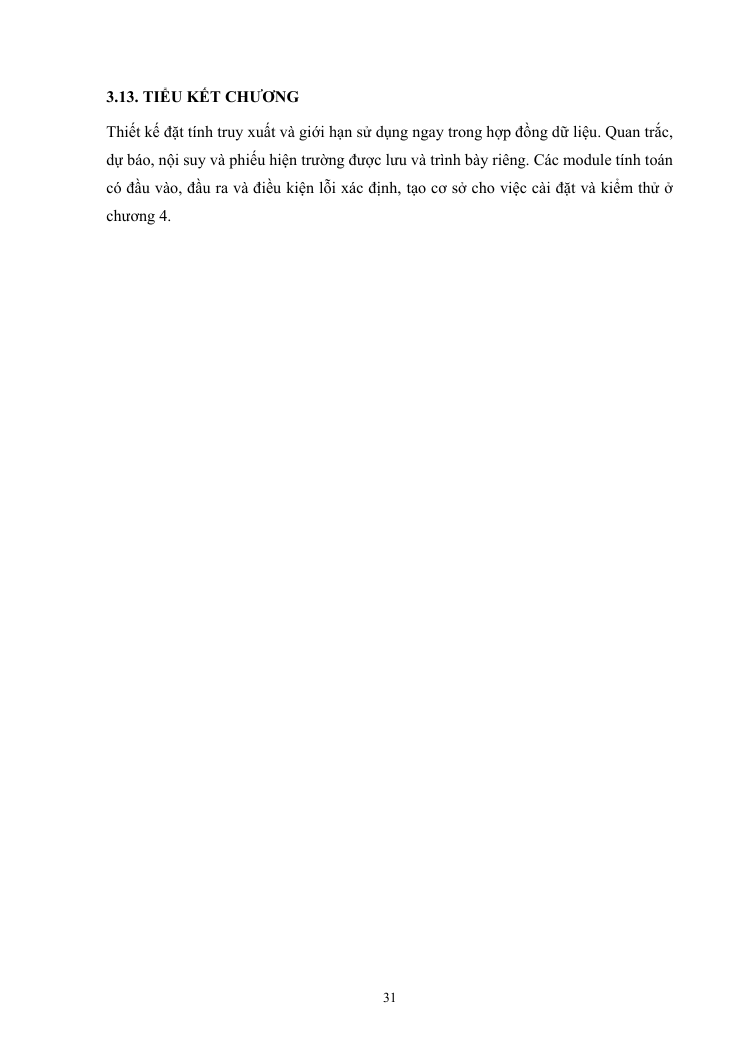 3.13. TIỂU KẾT CHƯƠNG
Thiết kế đặt tính truy xuất và giới hạn sử dụng ngay trong hợp đồng dữ liệu. Quan trắc,
dự báo, nội suy và phiếu hiện trường được lưu và trình bày riêng. Các module tính toán
có đầu vào, đầu ra và điều kiện lỗi xác định, tạo cơ sở cho việc cài đặt và kiểm thử ở
chương 4.
31